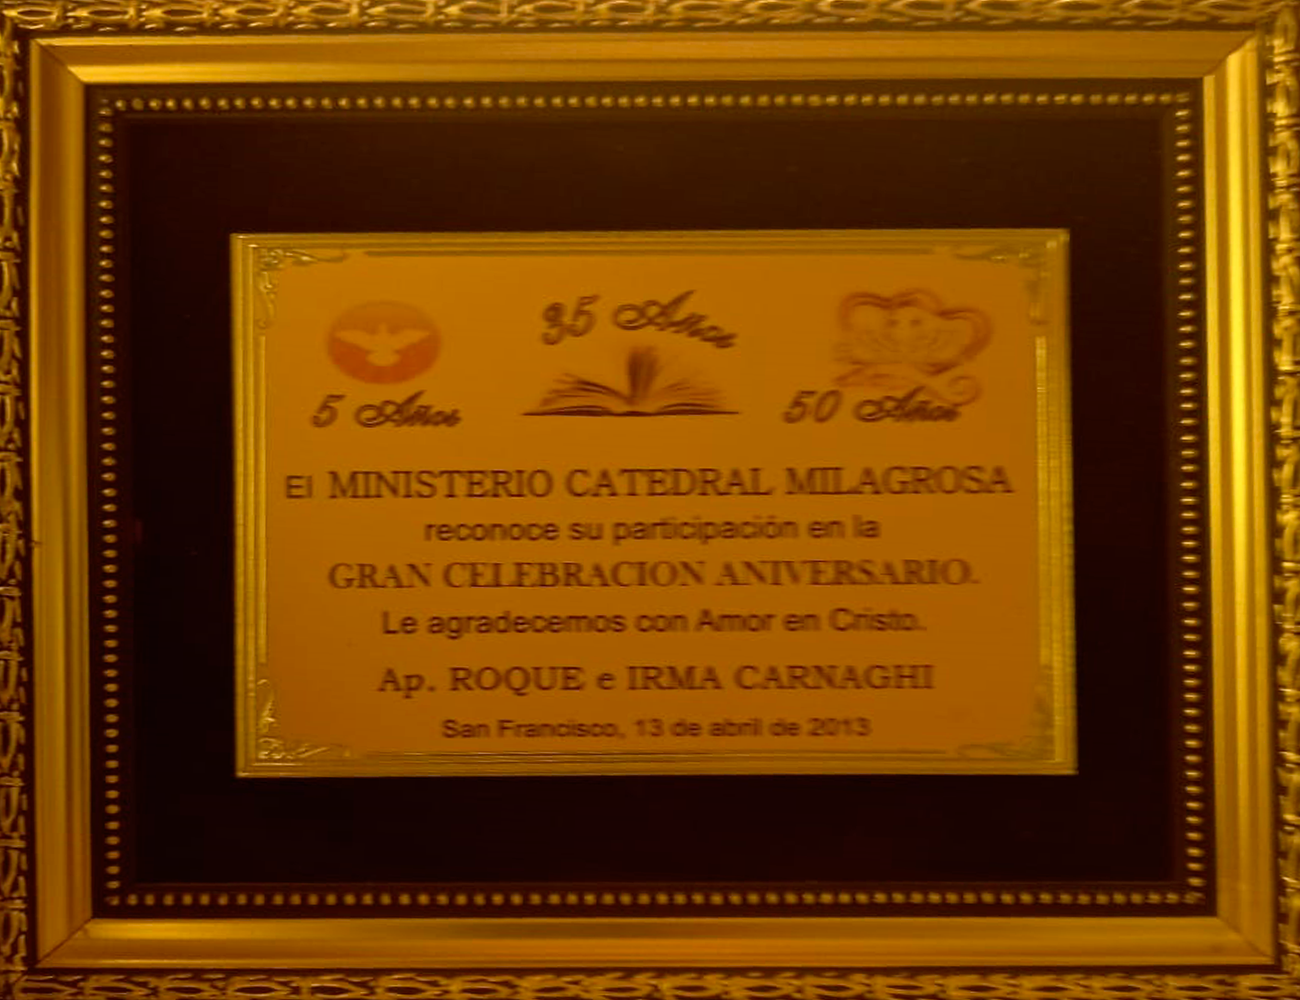 35 Años
5 Años
50 Años
El MINISTERIO CATEDRAL MILAGROSA
reconoce su participación en la
GRAN CELEBRACION ANIVERSARIO.
Le agradecemos con Amor en Cristo.
Ap. ROQUE e IRMA CARNAGHI
San Francisco, 13 de abril de 2013